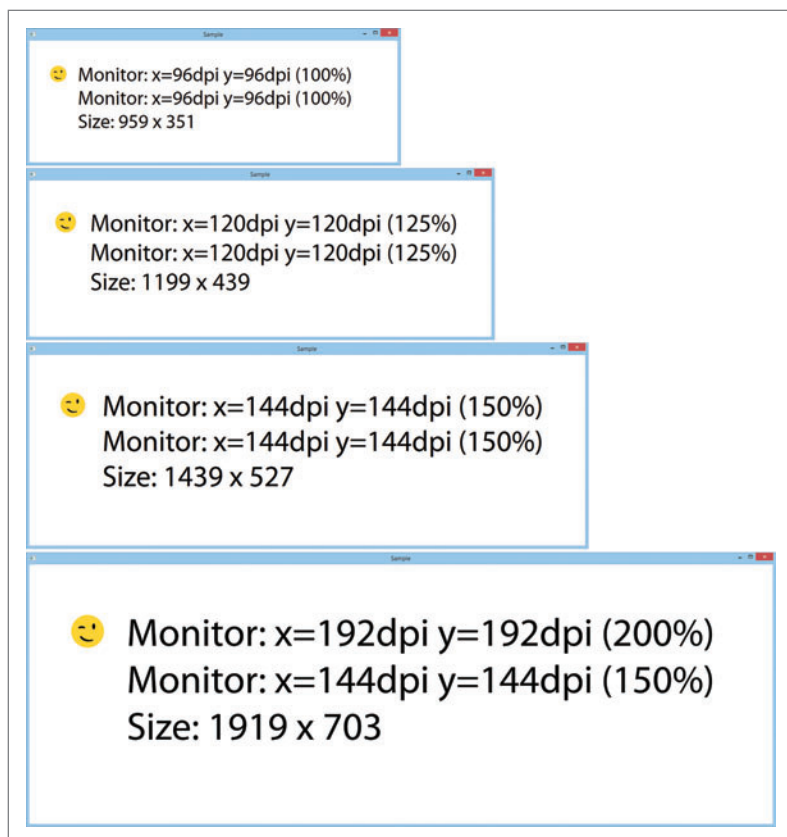 Sample
Monitor: x=96dpi y=96dpi (100%)
Monitor: x=96dpi y=96dpi (100%)
Size: 959 x 351
Sample
Monitor: x=120dpi y=120dpi (125%)
Monitor: x=120dpi y=120dpi (125%)
Size: 1199 x 439
Sample
Monitor: x=144dpi y=144dpi (150%)
Monitor: x=144dpi y=144dpi (150%)
Size: 1439 x 527
Sample
Monitor: x=192dpi y=192dpi (200%)
Monitor: x=144dpi y=144dpi (150%)
Size: 1919 x 703